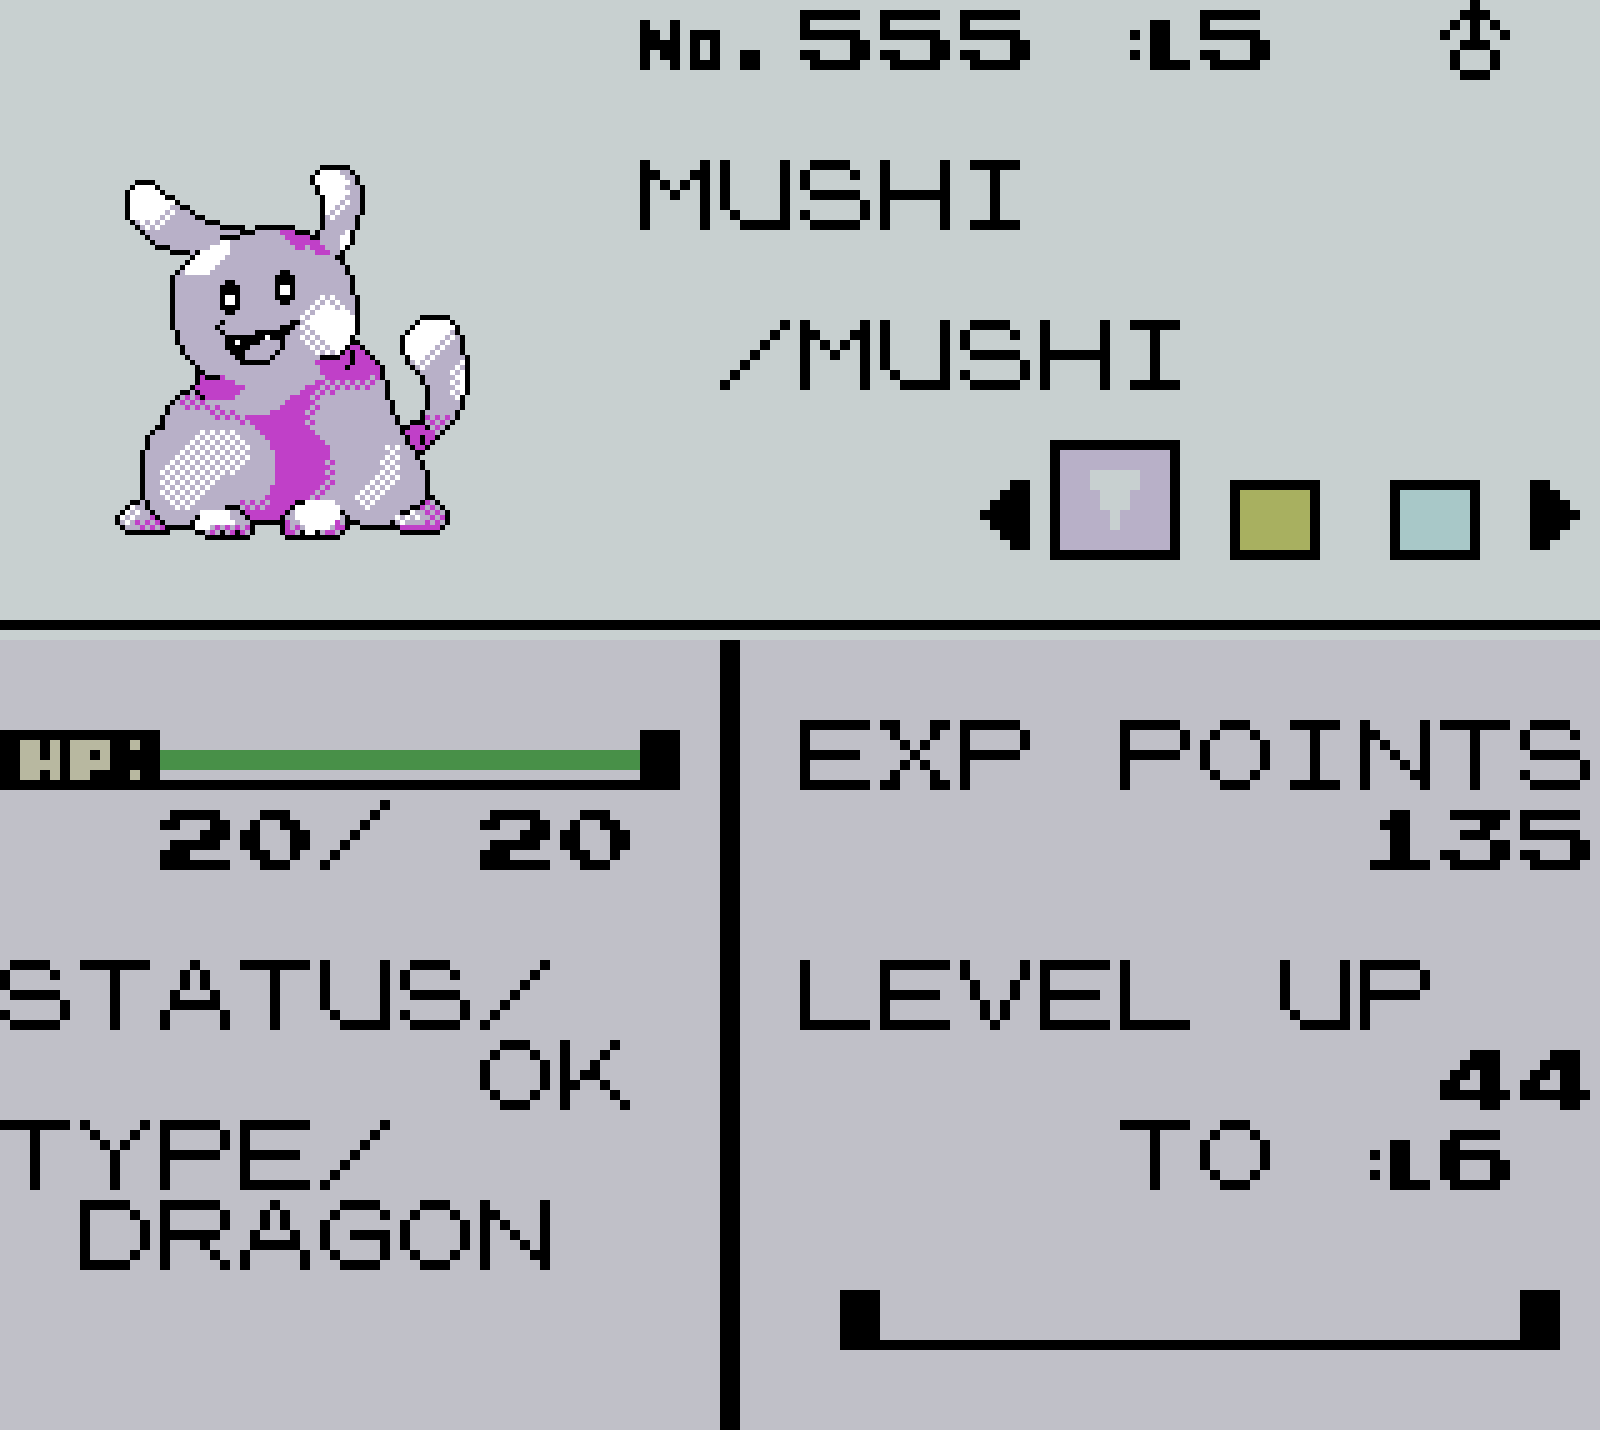 No. 555 :L5 ♂
MUSHI
/MUSHI
HP:
20/ 20
STATUS/
OK
TYPE/
DRAGON
EXP POINTS
135
LEVEL UP
44
TO :L6